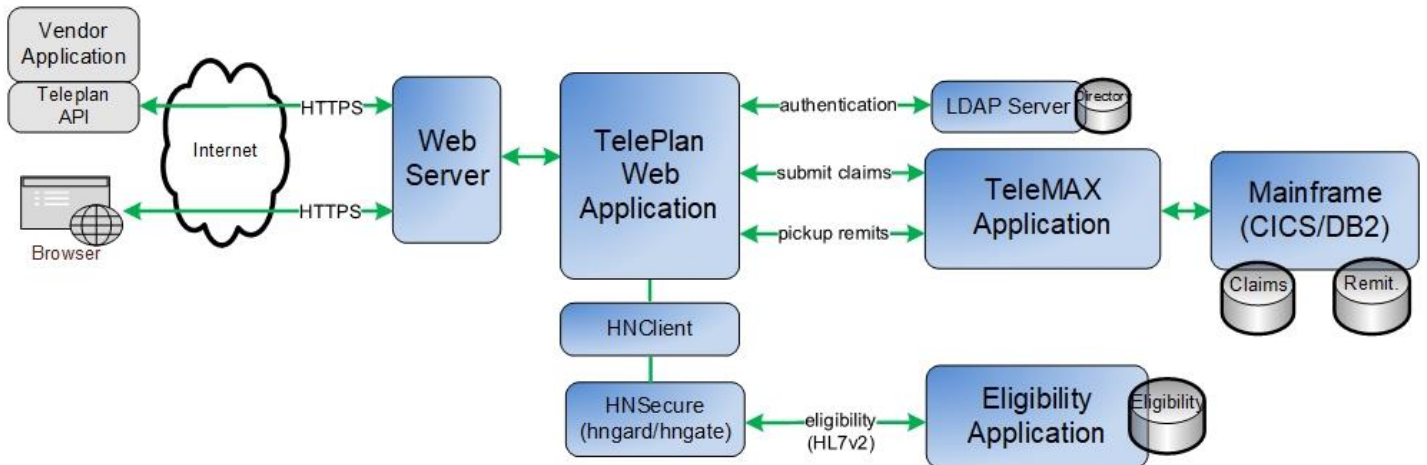 Vendor
Application
Teleplan
API
HTTPS
Internet
HTTPS
Browser
Web
Server
TelePlan
Web
Application
authentication
LDAP Server
Directory
submit claims
pickup remits
TeleMAX
Application
Mainframe
(CICS/DB2)
Claims
Remit.
HNClient
HNSecure
(hngard/hngate)
eligibility
(HL7v2)
Eligibility
Application
Eligibility